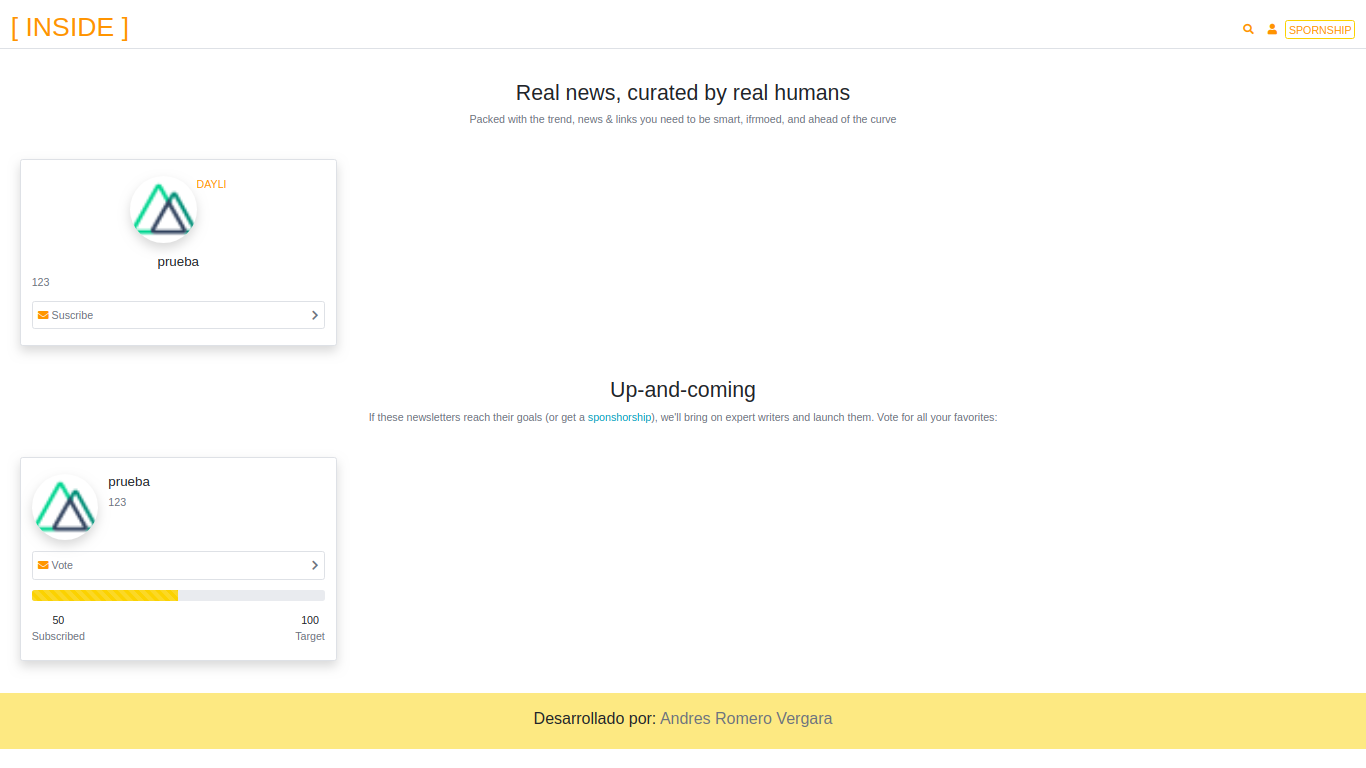 [ INSIDE ]
SPORNSHIP
Real news, curated by real humans
Packed with the trend, news & links you need to be smart, ifrmoed, and ahead of the curve
DAYLI
prueba
123
Suscribe
Up-and-coming
If these newsletters reach their goals (or get a sponshorship), we'll bring on expert writers and launch them. Vote for all your favorites:
prueba
123
Vote
50 100
Subscribed Target
Desarrollado por: Andres Romero Vergara